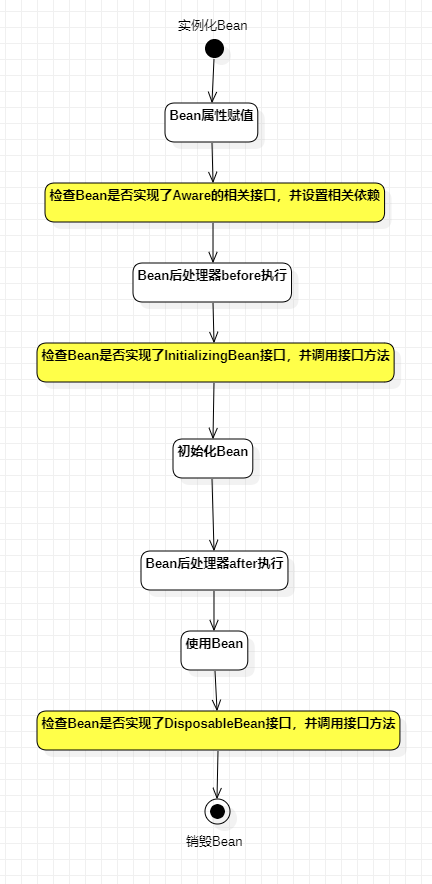 实例化Bean
Bean属性赋值
检查Bean是否实现了Aware的相关接口，并设置相关依赖
Bean后处理器before执行
检查Bean是否实现了InitializingBean接口，并调用接口方法
初始化Bean
Bean后处理器after执行
使用Bean
检查Bean是否实现了DisposableBean接口，并调用接口方法
销毁Bean